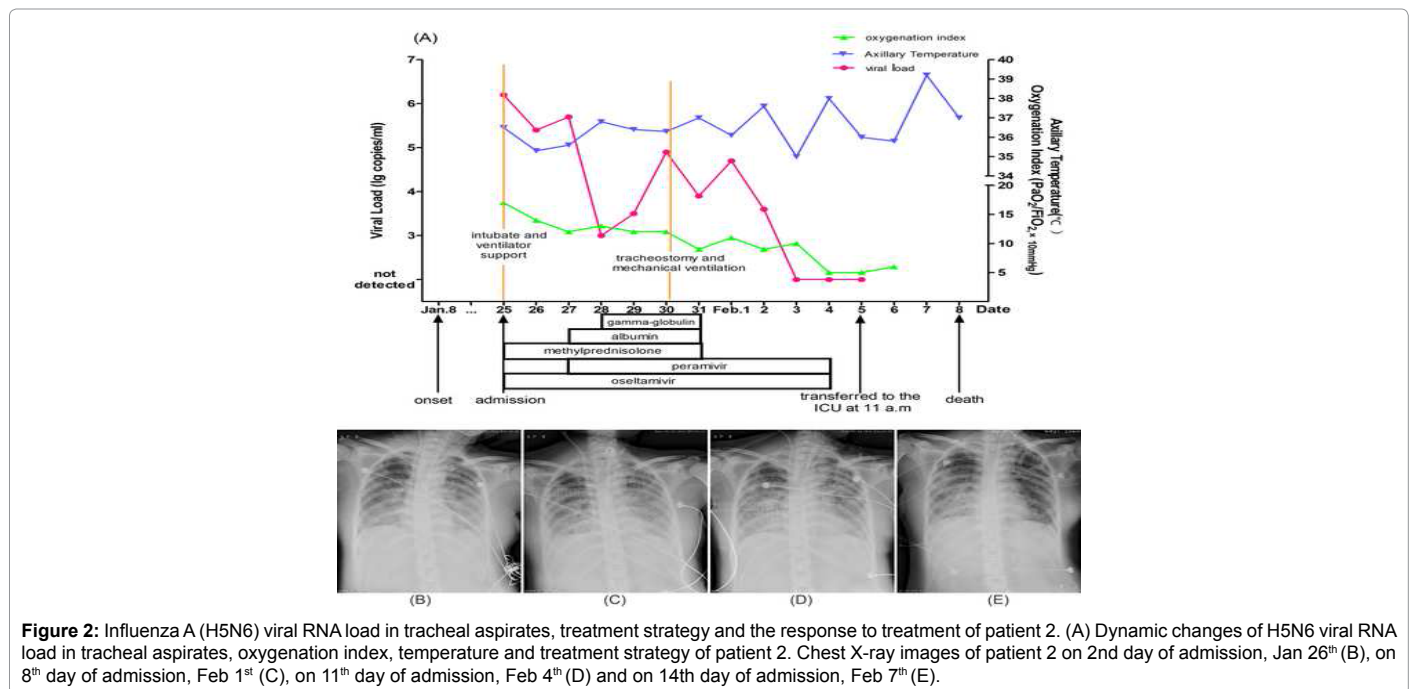 (A)
oxygenation index
Axillary Temperature
viral load
7
6
5
4
3
not
detected
Viral Load (lg copies/ml)
40
39
38
37
36
35
34
20
15
10
5
Axillary Temperature(℃)
Oxygenation Index (PaO2/FiO2, × 10mmHg)
intubate and
ventilator
support
tracheostomy and
mechanical ventilation
Jan.8 ... 25 26 27 28 29 30 31 Feb.1 2 3 4 5 6 7 8 Date
gamma-globulin
albumin
methylprednisolone
peramivir
oseltamivir
onset admission transferred to the
ICU at 11 a.m death
(B) (C) (D) (E)
Figure 2: Influenza A (H5N6) viral RNA load in tracheal aspirates, treatment strategy and the response to treatment of patient 2. (A) Dynamic changes of H5N6 viral RNA
load in tracheal aspirates, oxygenation index, temperature and treatment strategy of patient 2. Chest X-ray images of patient 2 on 2nd day of admission, Jan 26th (B), on
8th day of admission, Feb 1st (C), on 11th day of admission, Feb 4th (D) and on 14th day of admission, Feb 7th (E).